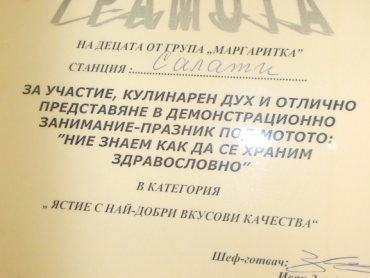 ГРАМОТА
НА ДЕЦАТА ОТ ГРУПА „МАРГАРИТКА"
СТАНЦИЯ: Салати
ЗА УЧАСТИЕ, КУЛИНАРЕН ДУХ И ОТЛИЧНО
ПРЕДСТАВЯНЕ В ДЕМОНСТРАЦИОННО
ЗАНИМАНИЕ-ПРАЗНИК ПОД МОТОТО:
"НИЕ ЗНАЕМ КАК ДА СЕ ХРАНИМ
ЗДРАВОСЛОВНО"
В КАТЕГОРИЯ
„ ЯСТИЕ С НАЙ-ДОБРИ ВКУСОВИ КАЧЕСТВА"
Шеф-готвач: